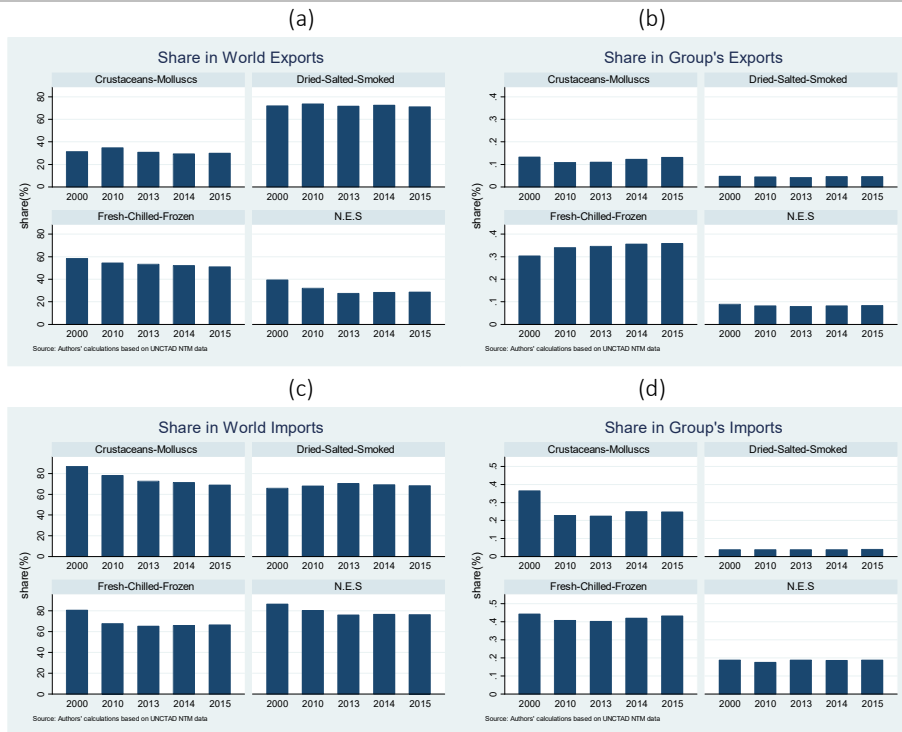 (a)
Share in World Exports
Crustaceans-Molluscs
Dried-Salted-Smoked
share(%)
80
60
40
20
0
2000 2010 2013 2014 2015
2000 2010 2013 2014 2015
Fresh-Chilled-Frozen
N.E.S
80
60
40
20
0
2000 2010 2013 2014 2015
2000 2010 2013 2014 2015
Source: Authors' calculations based on UNCTAD NTM data
(b)
Share in Group's Exports
Crustaceans-Molluscs
Dried-Salted-Smoked
share(%)
.4
.3
.2
.1
0
2000 2010 2013 2014 2015
2000 2010 2013 2014 2015
Fresh-Chilled-Frozen
N.E.S
.4
.3
.2
.1
0
2000 2010 2013 2014 2015
2000 2010 2013 2014 2015
Source: Authors' calculations based on UNCTAD NTM data
(c)
Share in World Imports
Crustaceans-Molluscs
Dried-Salted-Smoked
share(%)
80
60
40
20
0
2000 2010 2013 2014 2015
2000 2010 2013 2014 2015
Fresh-Chilled-Frozen
N.E.S
80
60
40
20
0
2000 2010 2013 2014 2015
2000 2010 2013 2014 2015
Source: Authors' calculations based on UNCTAD NTM data
(d)
Share in Group's Imports
Crustaceans-Molluscs
Dried-Salted-Smoked
share(%)
.5
.4
.3
.2
.1
0
2000 2010 2013 2014 2015
2000 2010 2013 2014 2015
Fresh-Chilled-Frozen
N.E.S
.5
.4
.3
.2
.1
0
2000 2010 2013 2014 2015
2000 2010 2013 2014 2015
Source: Authors' calculations based on UNCTAD NTM data